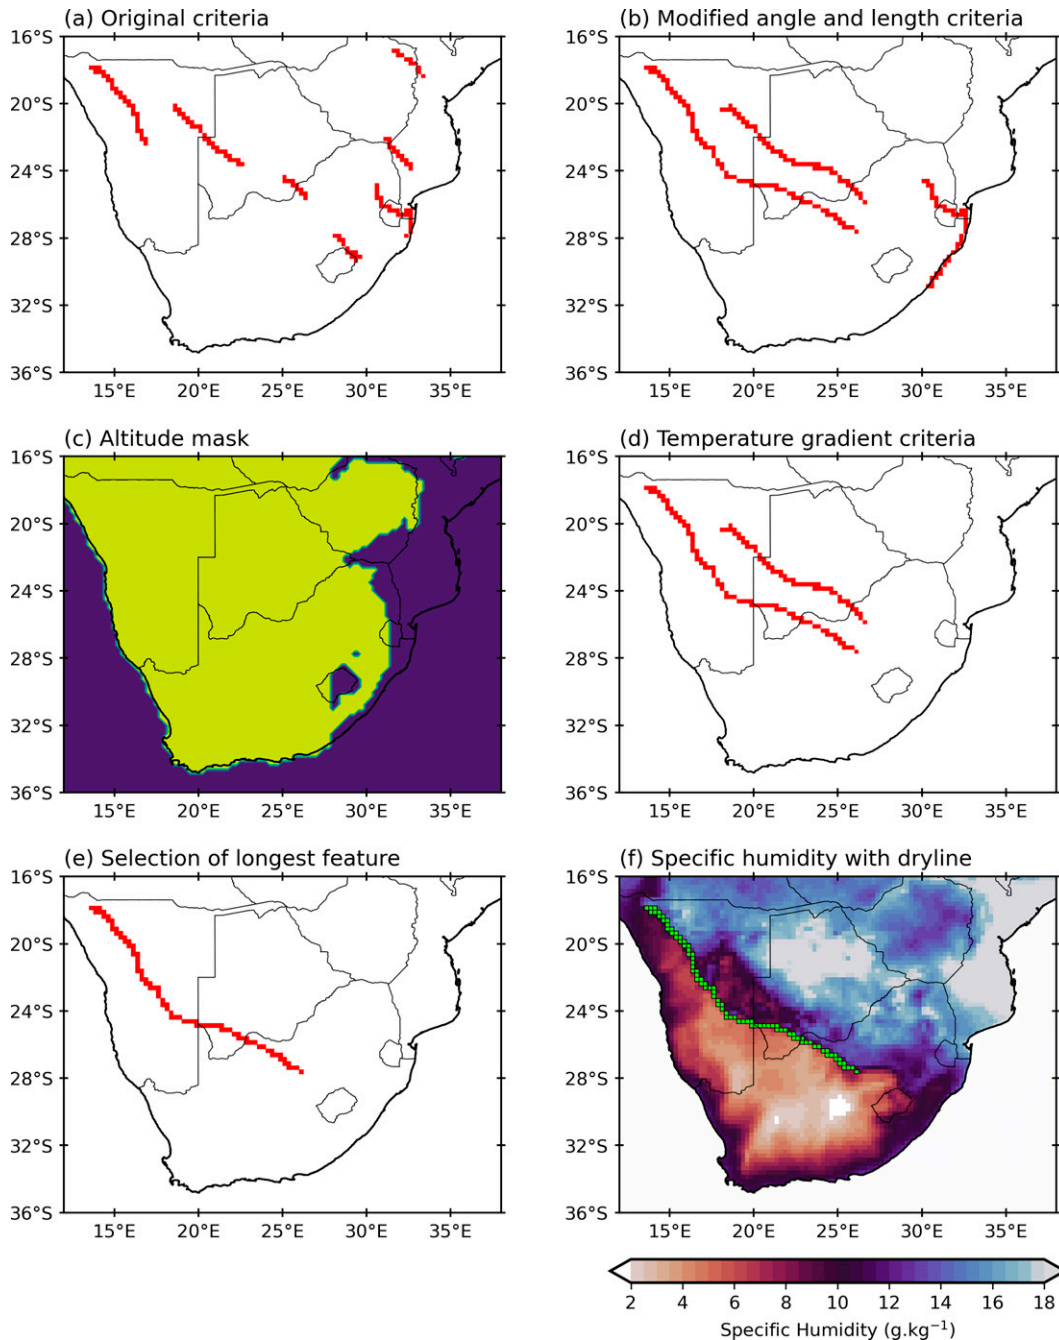 (a) Original criteria
16°S
20°S
24°S
28°S
32°S
36°S
15°E 20°E 25°E 30°E 35°E
(b) Modified angle and length criteria
16°S
20°S
24°S
28°S
32°S
36°S
15°E 20°E 25°E 30°E 35°E
(c) Altitude mask
16°S
20°S
24°S
28°S
32°S
36°S
15°E 20°E 25°E 30°E 35°E
(d) Temperature gradient criteria
16°S
20°S
24°S
28°S
32°S
36°S
15°E 20°E 25°E 30°E 35°E
(e) Selection of longest feature
16°S
20°S
24°S
28°S
32°S
36°S
15°E 20°E 25°E 30°E 35°E
(f) Specific humidity with dryline
16°S
20°S
24°S
28°S
32°S
36°S
15°E 20°E 25°E 30°E 35°E
2 4 6 8 10 12 14 16 18
Specific Humidity (g.kg⁻¹)